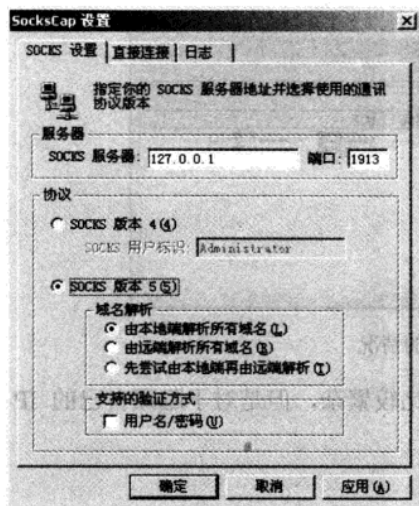 SocksCap 设置
SOCKS 设置 直接连接 日志
指定你的 SOCKS 服务器地址并选择使用的通讯
协议版本
服务器
SOCKS 服务器: 127.0.0.1 端口: 1913
协议
SOCKS 版本 4(4)
SOCKS 用户标识: Administrator
SOCKS 版本 5(5)
域名解析
由本地端解析所有域名(L)
由远端解析所有域名(R)
先尝试由本地端再由远端解析(T)
支持的验证方式
用户名/密码(U)
确定 取消 应用(A)